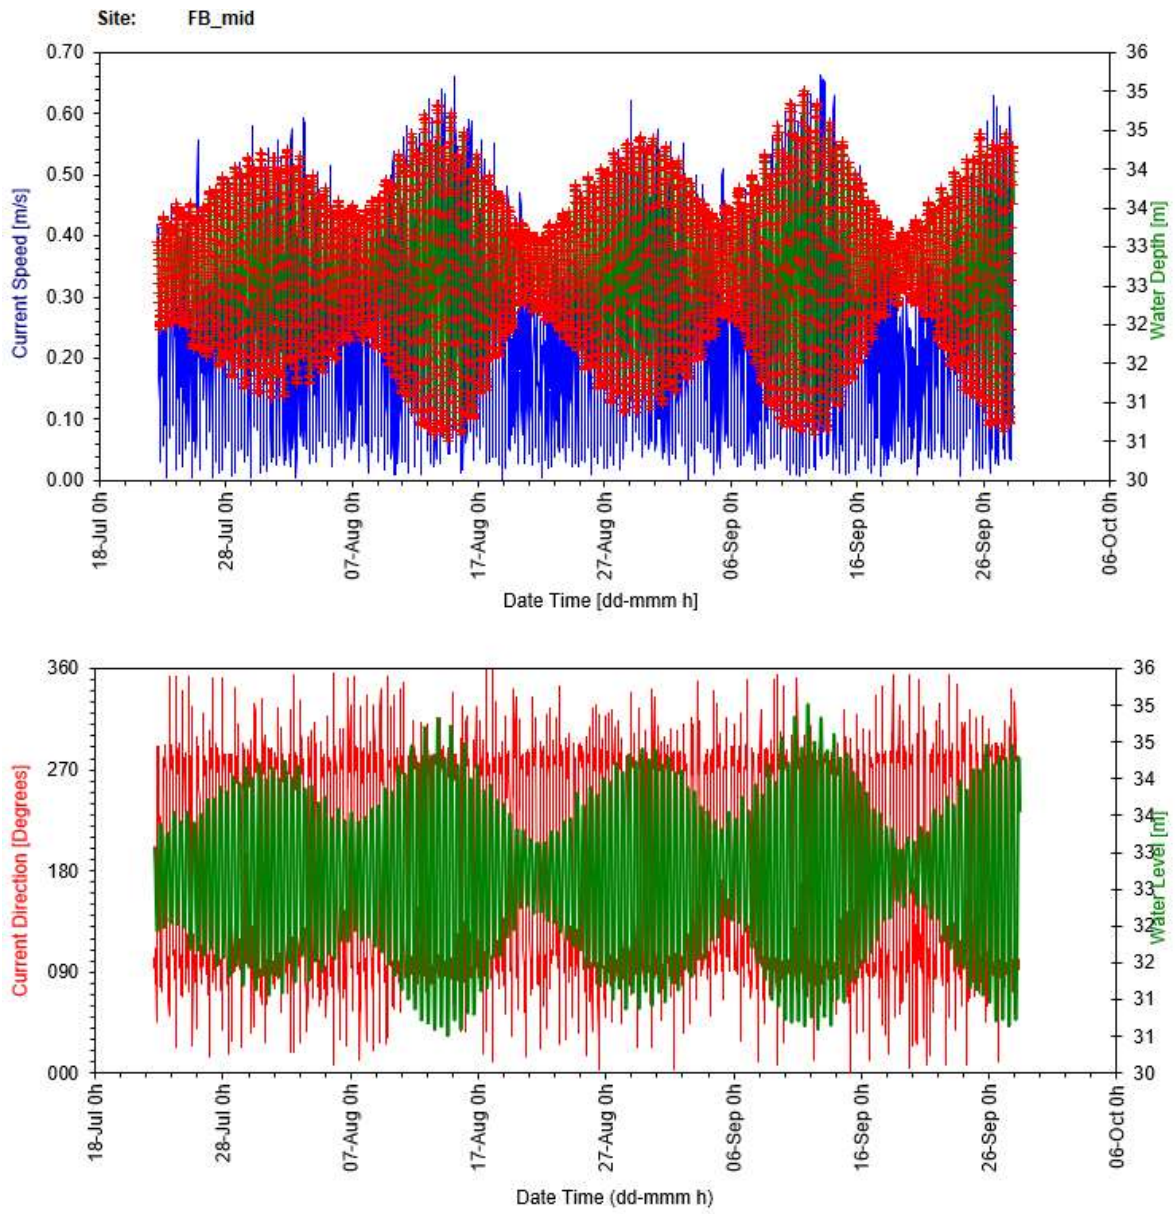 Site: FB_mid
0.70
0.60
0.50
0.40
0.30
0.20
0.10
0.00
Current Speed [m/s]
36
35
35
34
34
33
33
32
32
31
31
30
Water Depth [m]
18-Jul 0h
28-Jul 0h
07-Aug 0h
17-Aug 0h
27-Aug 0h
06-Sep 0h
16-Sep 0h
26-Sep 0h
06-Oct 0h
Date Time [dd-mmm h]
360
270
180
090
000
Current Direction [Degrees]
36
35
35
34
34
33
33
32
32
31
31
30
Water Level [m]
18-Jul 0h
28-Jul 0h
07-Aug 0h
17-Aug 0h
27-Aug 0h
06-Sep 0h
16-Sep 0h
26-Sep 0h
06-Oct 0h
Date Time (dd-mmm h)